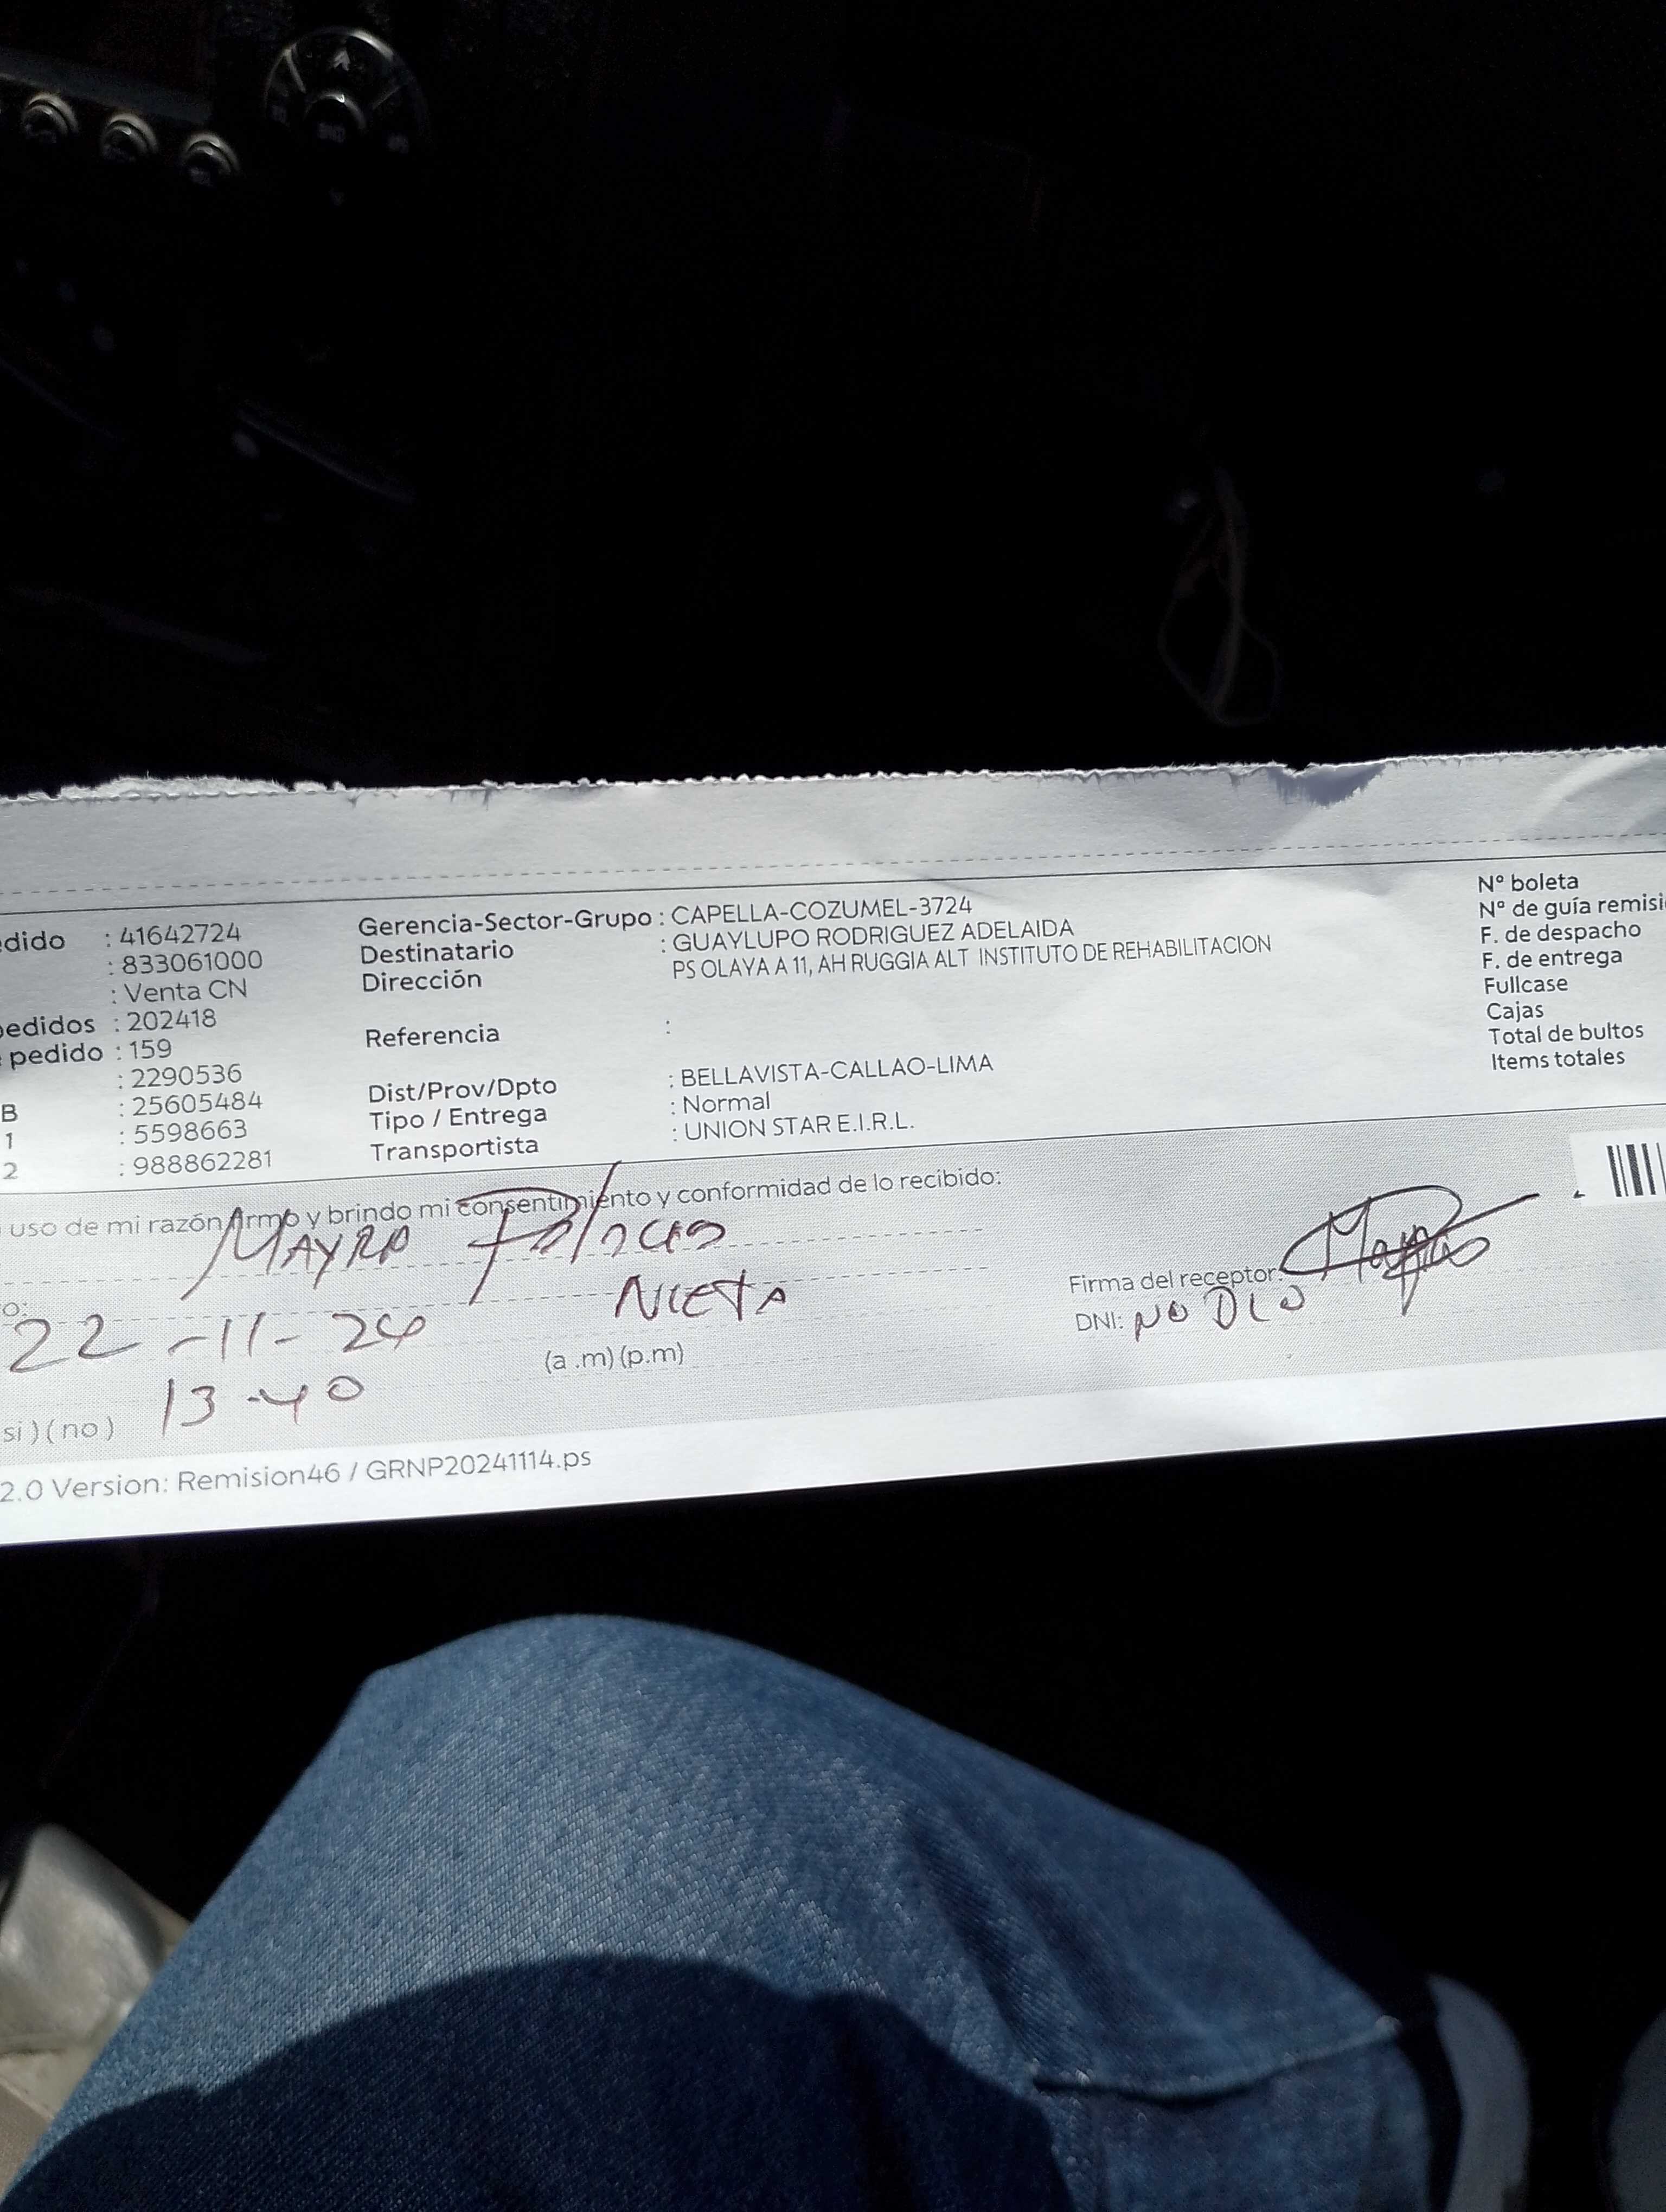 edido : 41642724
: 833061000
: Venta CN
pedidos : 202418
pedido : 159
: 2290536
B : 25605484
1 : 5598663
2 : 988862281
Gerencia-Sector-Grupo : CAPELLA-COZUMEL-3724
Destinatario : GUAYLUPO RODRIGUEZ ADELAIDA
Dirección PS OLAYA A 11, AH RUGGIA ALT INSTITUTO DE REHABILITACION
Referencia :
Dist/Prov/Dpto : BELLAVISTA-CALLAO-LIMA
Tipo / Entrega : Normal
Transportista : UNION STAR E.I.R.L.
N° boleta
N° de guía remisi
F. de despacho
F. de entrega
Fullcase
Cajas
Total de bultos
Items totales
uso de mi razón firmo y brindo mi consentimiento y conformidad de lo recibido:
MAYRA
NIETA
o:
22-11-24
(a .m) (p.m)
13-40
si ) ( no )
Firma del receptor:
DNI: NO DIO
2.0 Version: Remision46 / GRNP20241114.ps